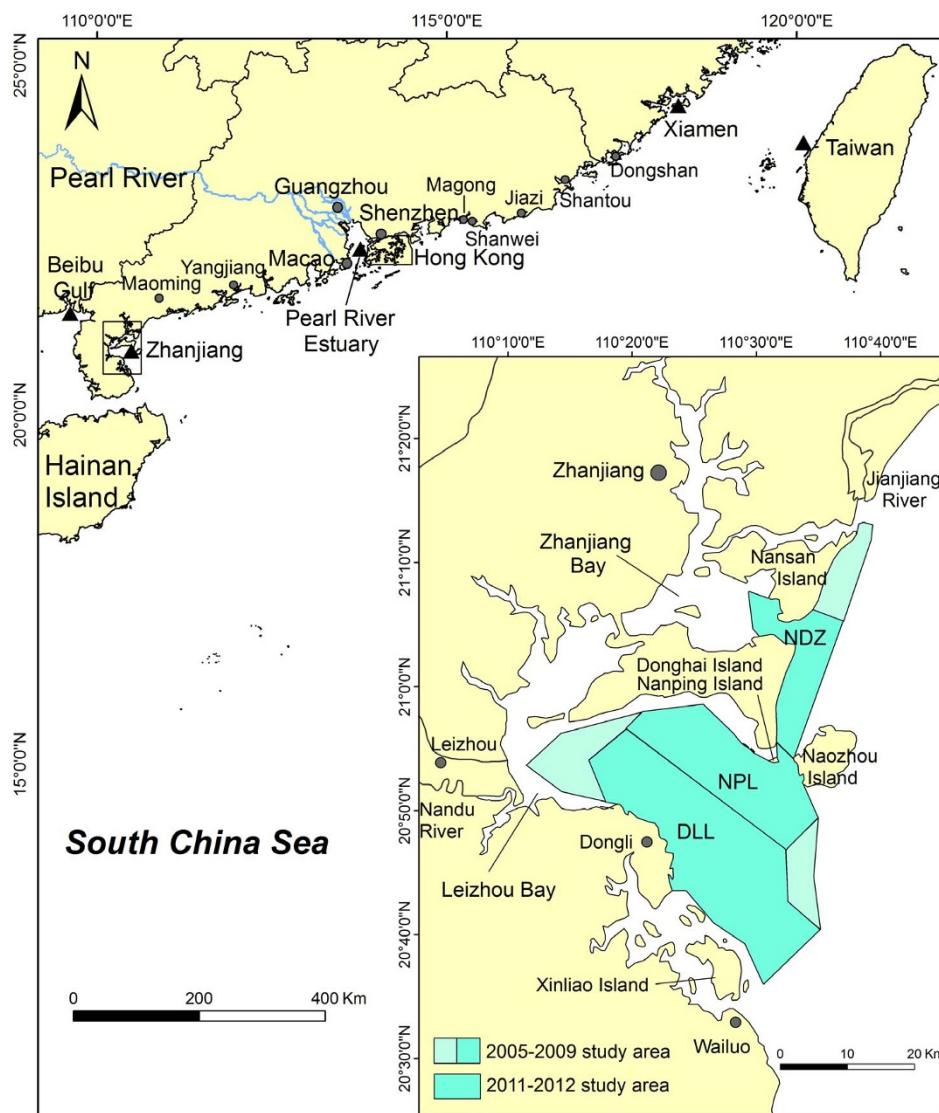 110°0'0"E
115°0'0"E
120°0'0"E
25°0'0"N
20°0'0"N
15°0'0"N
N
Xiamen
Taiwan
Dongshan
Pearl River
Guangzhou
Magong
Jiazi
Shantou
Shenzhen
Shanwei
Beibu
Gulf
Yangjiang
Macao
Hong Kong
Maoming
Pearl River
Estuary
Zhanjiang
Hainan
Island
South China Sea
0
200
400 Km
110°10'0"E
110°20'0"E
110°30'0"E
110°40'0"E
21°20'0"N
21°10'0"N
21°0'0"N
20°50'0"N
20°40'0"N
20°30'0"N
Zhanjiang
Jianjiang
River
Zhanjiang
Bay
Nansan
Island
NDZ
Donghai Island
Nanping Island
Leizhou
Naozhou
Island
NPL
Nandu
River
DLL
Dongli
Leizhou Bay
Xinliao Island
Wailuo
2005-2009 study area
2011-2012 study area
0
10
20 Km